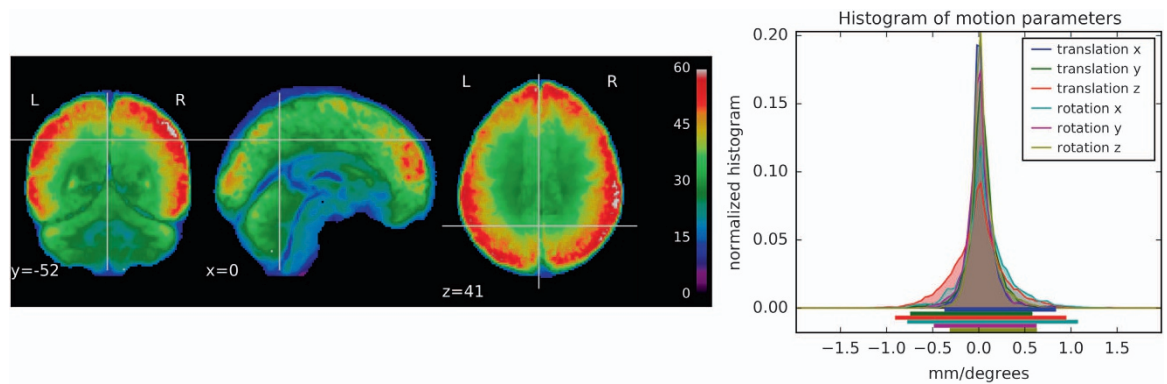 L R
y=-52
x=0
L R
z=41
60
45
30
15
0
Histogram of motion parameters
normalized histogram
0.20
0.15
0.10
0.05
0.00
translation x
translation y
translation z
rotation x
rotation y
rotation z
−1.5 −1.0 −0.5 0.0 0.5 1.0 1.5
mm/degrees